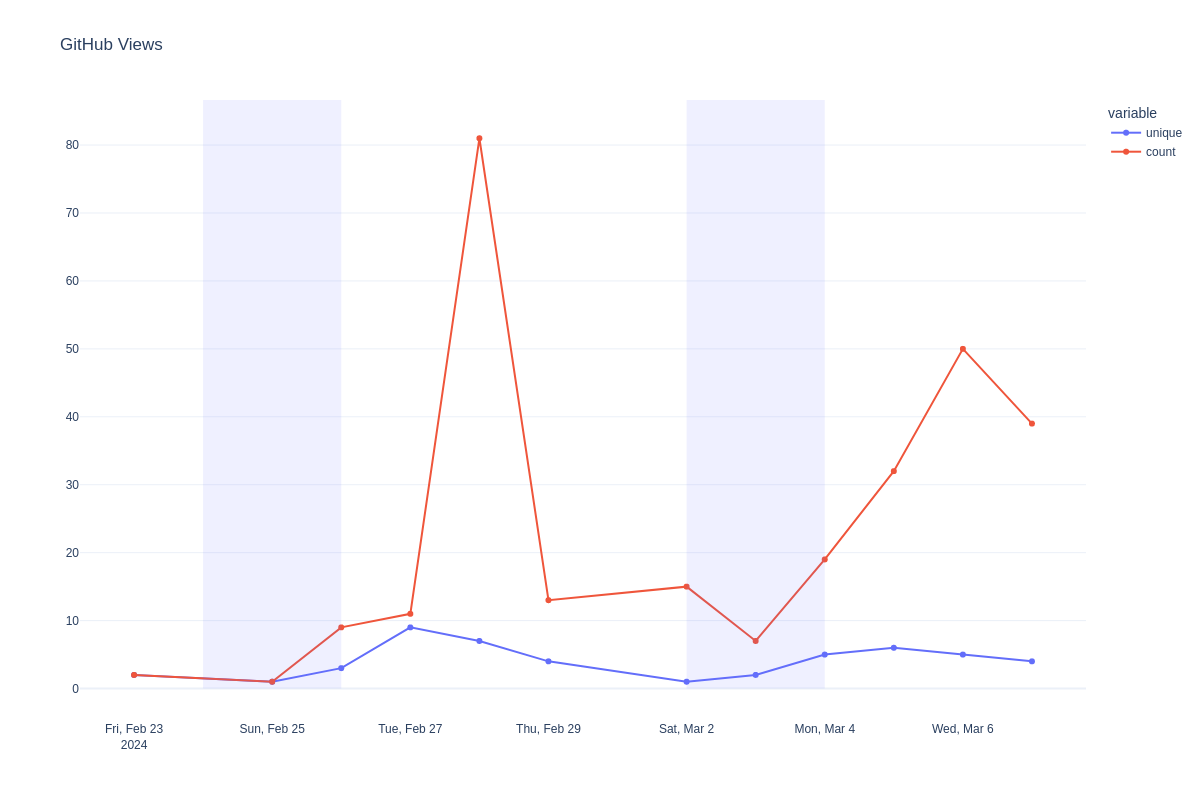 GitHub Views
variable
unique
count
80
70
60
50
40
30
20
10
0
Fri, Feb 23
2024
Sun, Feb 25
Tue, Feb 27
Thu, Feb 29
Sat, Mar 2
Mon, Mar 4
Wed, Mar 6